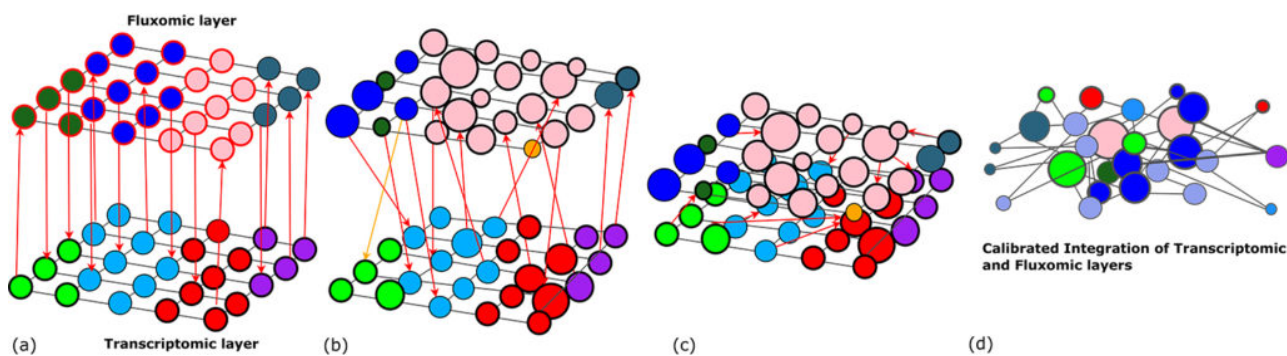 Fluxomic layer
(a)
Transcriptomic layer
(b)
(c)
(d)
Calibrated Integration of Transcriptomic
and Fluxomic layers